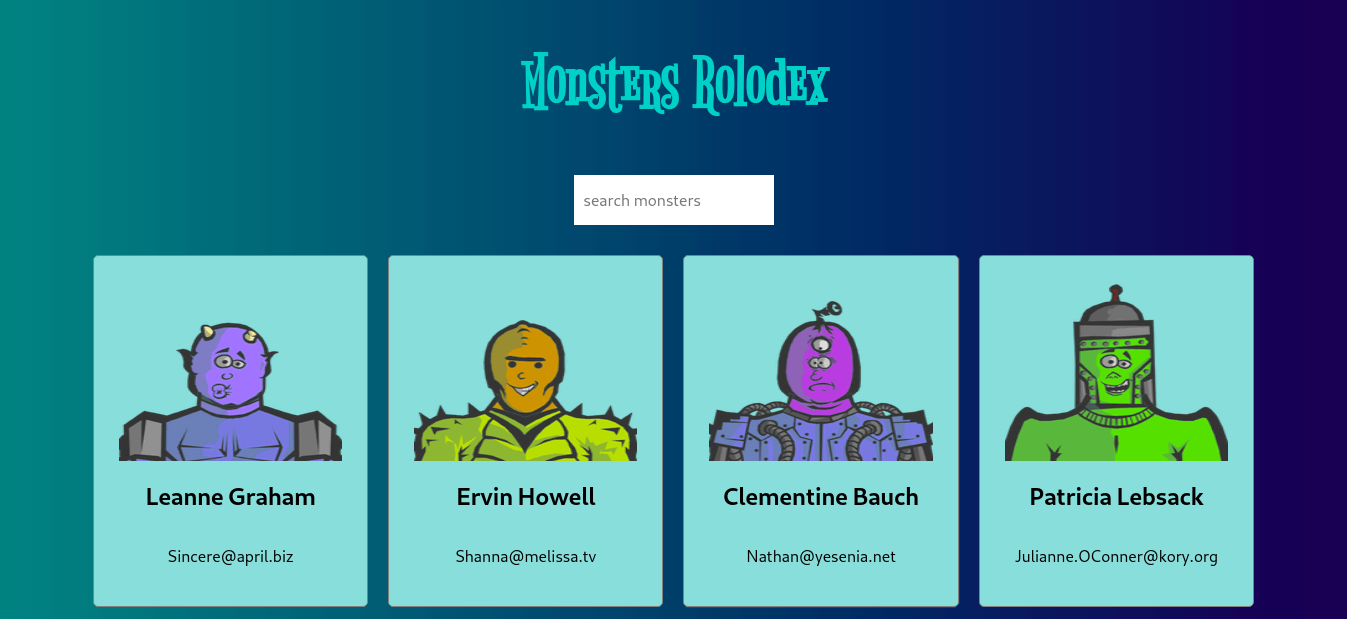 Monsters Rolodex
search monsters
Leanne Graham
Sincere@april.biz
Ervin Howell
Shanna@melissa.tv
Clementine Bauch
Nathan@yesenia.net
Patricia Lebsack
Julianne.OConner@kory.org